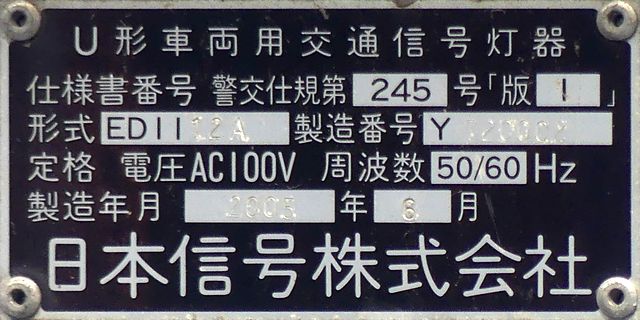 U形車両用交通信号灯器
仕様書番号 警交仕規第 245 号「版 1 」
形式 ED1112A 製造番号 Y
定格 電圧AC100V 周波数 50/60 Hz
製造年月 2005 年 8 月
日本信号株式会社